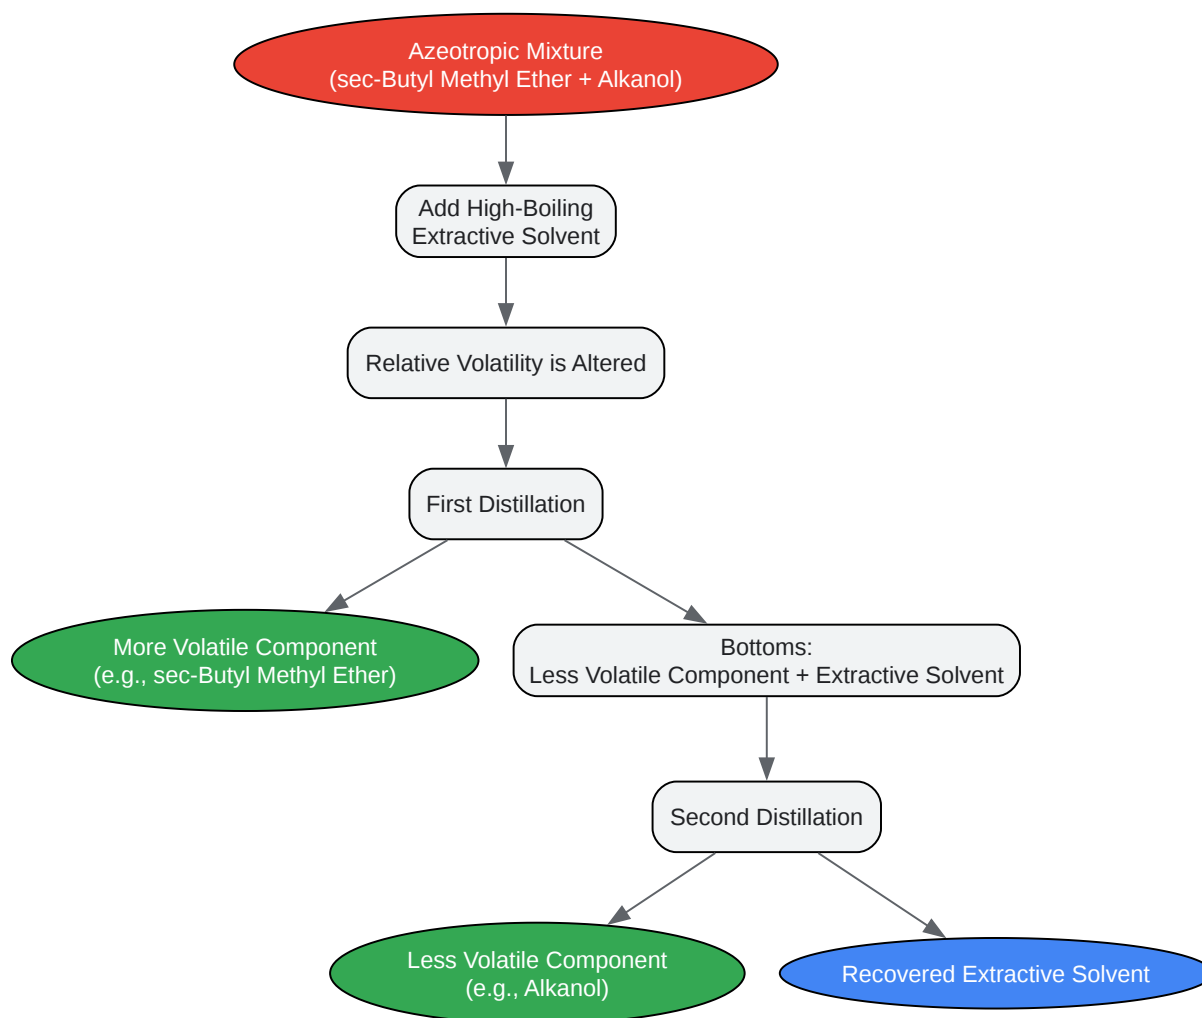 Azeotropic Mixture
(sec-Butyl Methyl Ether + Alkanol)
Add High-Boiling
Extractive Solvent
Relative Volatility is Altered
First Distillation
More Volatile Component
(e.g., sec-Butyl Methyl Ether)
Bottoms:
Less Volatile Component + Extractive Solvent
Second Distillation
Less Volatile Component
(e.g., Alkanol)
Recovered Extractive Solvent